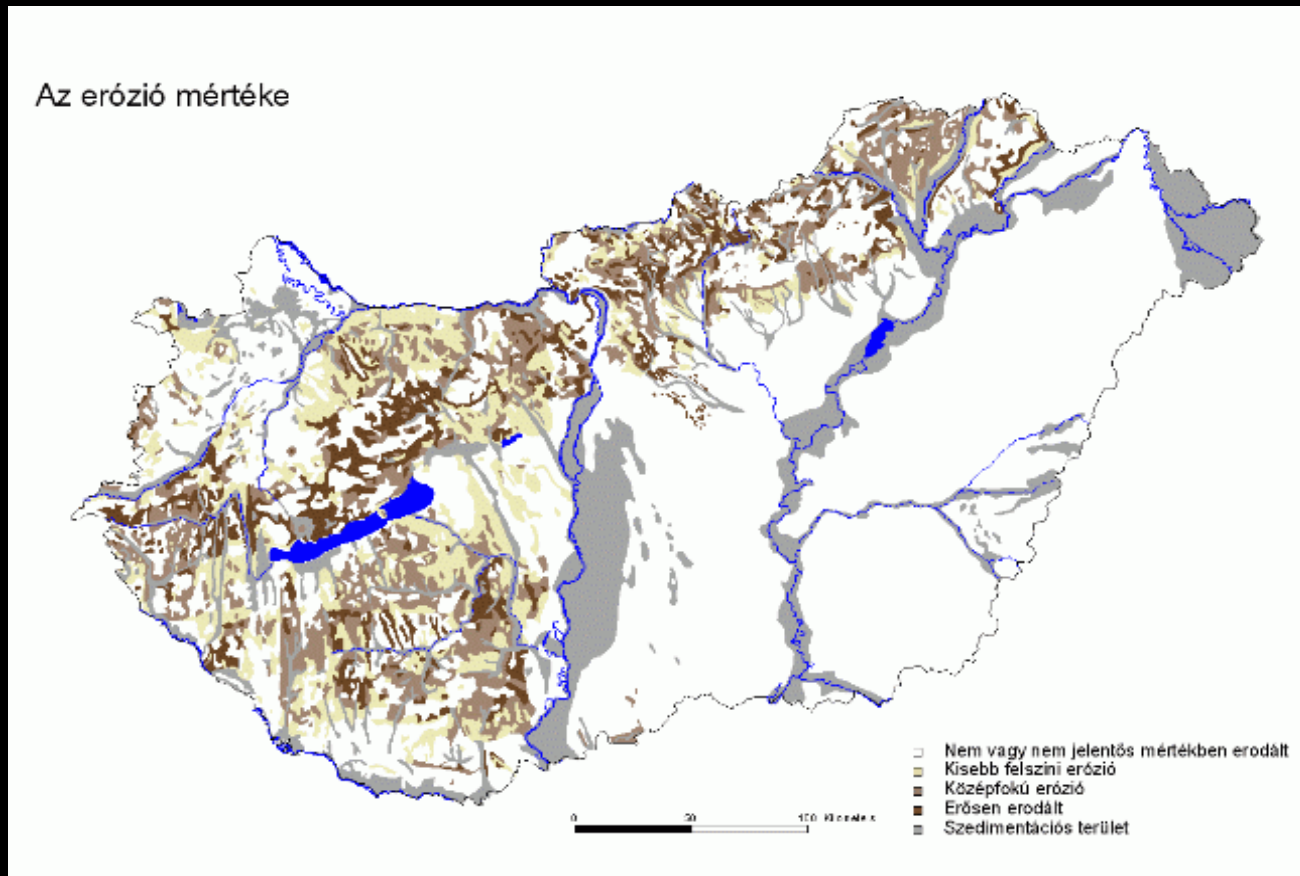 Az erózió mértéke
Nem vagy nem jelentős mértékben erodált
Kisebb felszíni erózió
Középfokú erózió
Erősen erodált
Szedimentációs terület
0 50 100